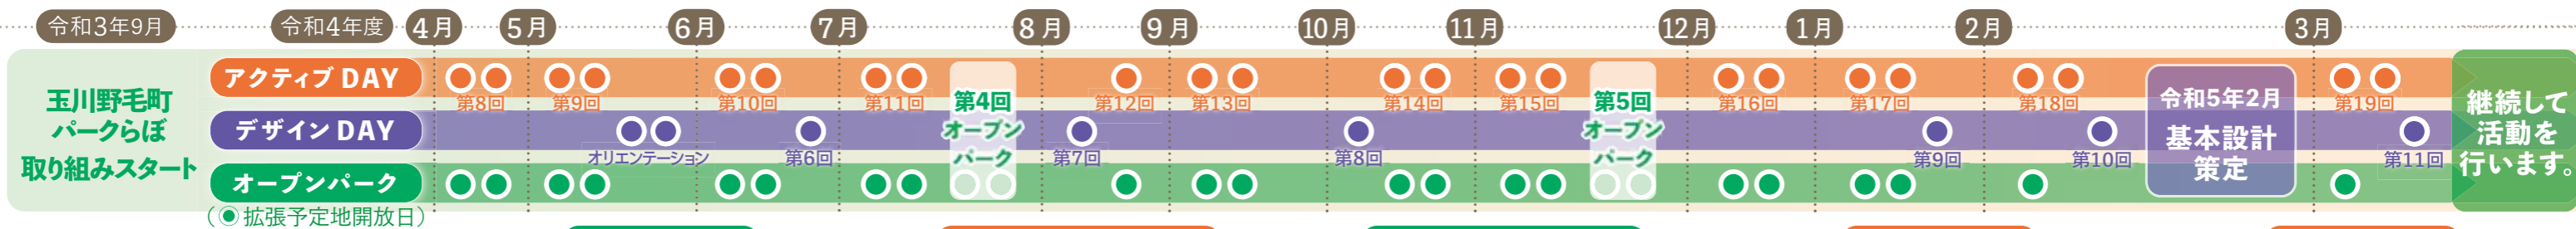 令和3年9月
令和4年度
4月
5月
6月
7月
8月
9月
10月
11月
12月
1月
2月
3月
玉川野毛町
パークらぼ
取り組みスタート
アクティブ DAY
第8回
第9回
第10回
第11回
第12回
第13回
第14回
第15回
第16回
第17回
第18回
第19回
デザイン DAY
オリエンテーション
第6回
第7回
第8回
第9回
第10回
第11回
オープンパーク
(◉拡張予定地開放日)
第4回
オープン
パーク
第5回
オープン
パーク
令和5年2月
基本設計
策定
継続して
活動を
行います。